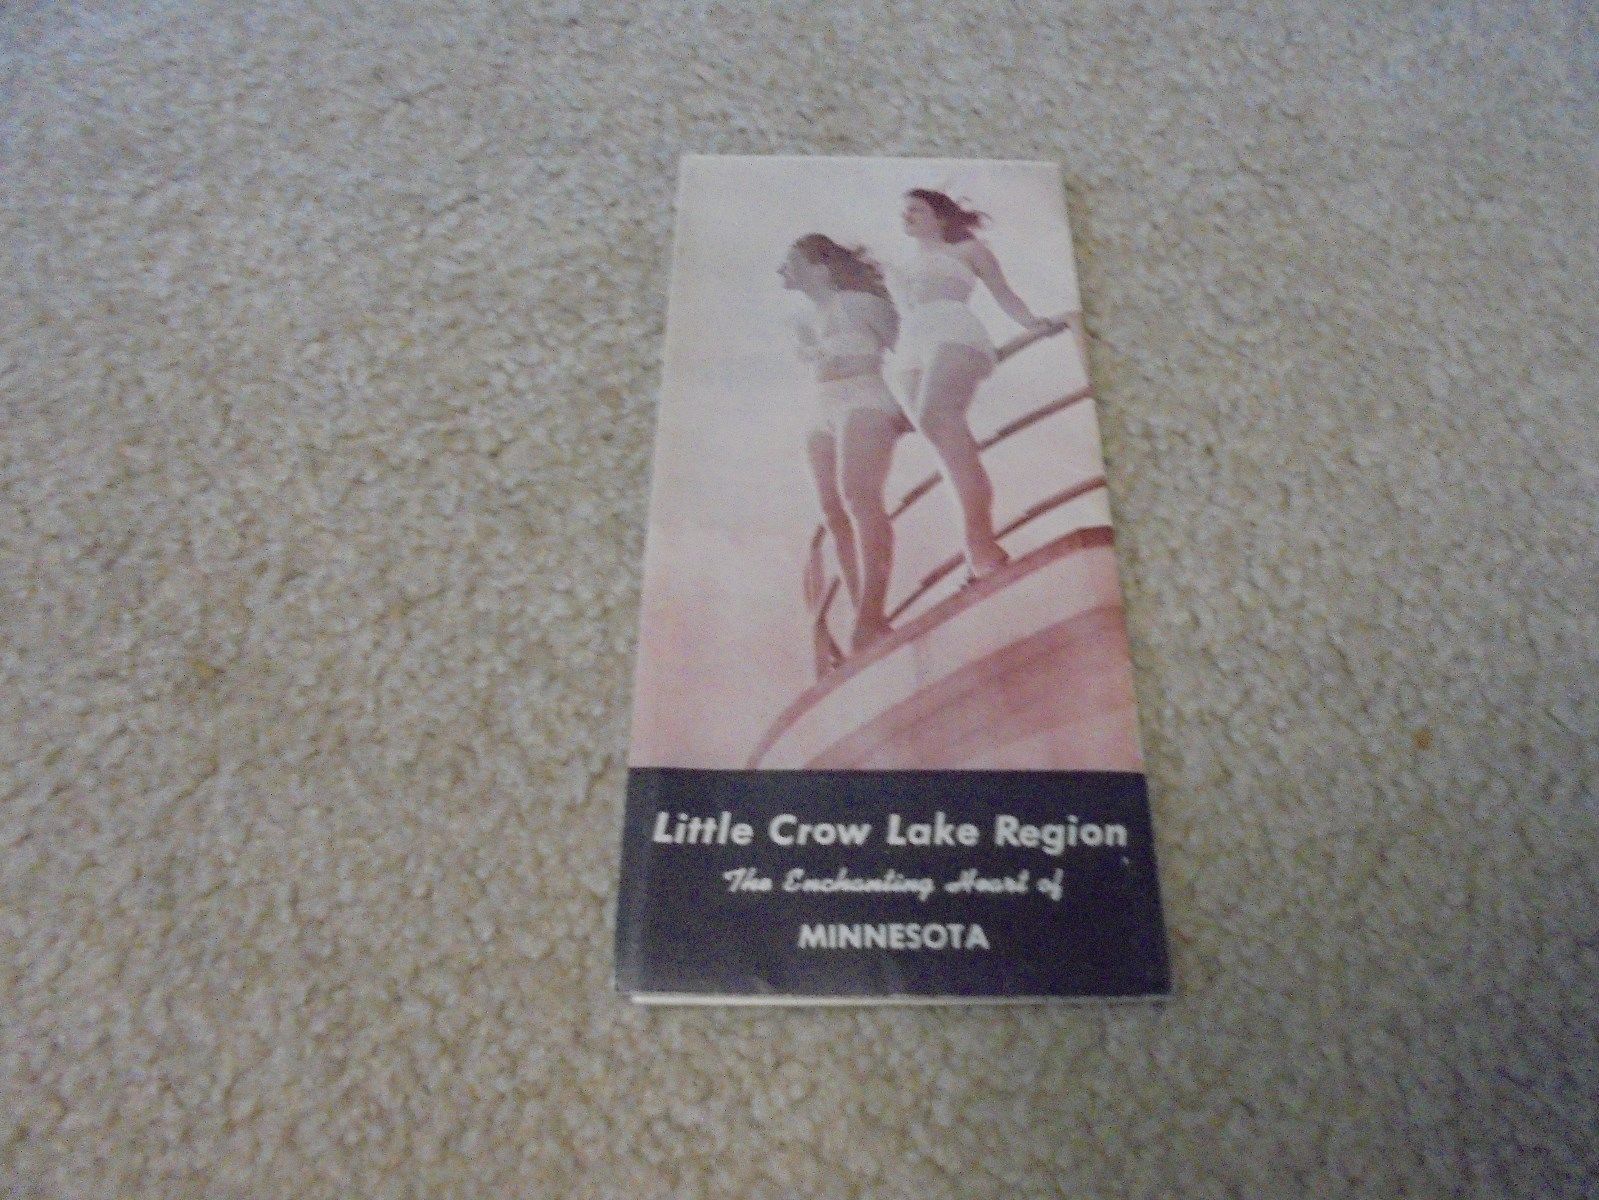 Little Crow Lake Region
The Enchanting Heart of
MINNESOTA